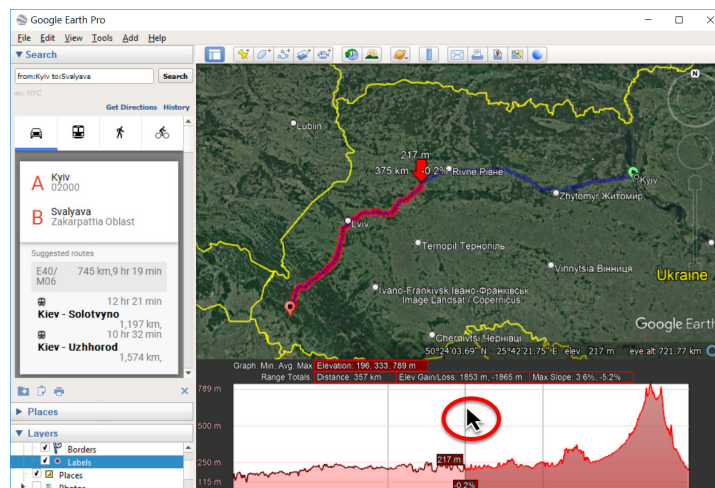 Google Earth Pro
File Edit View Tools Add Help
Search
from:Kyiv to:Svalyava
Search
ex: NYC
Get Directions History
A Kyiv
02000
B Svalyava
Zakarpattia Oblast
Suggested routes
E40/
M06
745 km,9 hr 19 min
12 hr 21 min
Kiev - Solotvyno
1,197 km,
10 hr 32 min
Kiev - Uzhhorod
1,574 km,
Places
Layers
Borders
Labels
Places
Photos
N
Lublin
217 m
375 km -0.2%
Rivne Рівне
Kyiv
Zhytomyr Житомир
Lviv
Ternopil Тернопіль
Vinnytsia Вінниця
Ukraine
Ivano-Frankivsk Івано-Франківськ
Image Landsat / Copernicus
Google Earth
Chernivtsi Чернівці
50°24'03.69" N 25°42'21.75" E elev 217 m eye alt 721.77 km
Graph: Min, Avg, Max Elevation: 196, 333, 789 m
Range Totals: Distance: 357 km Elev Gain/Loss: 1853 m, -1865 m Max Slope: 3.6%, -5.2%
789 m
500 m
250 m
115 m
217 m
-0.2%